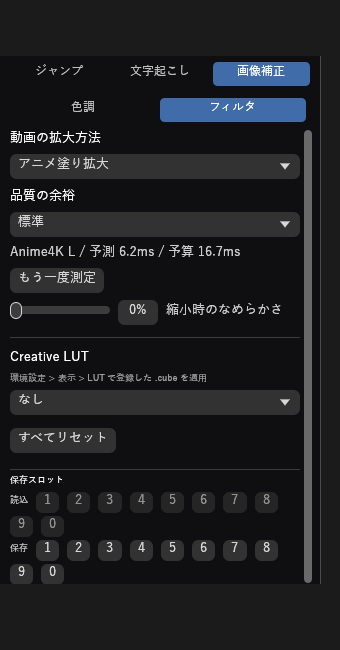 ジャンプ 文字起こし 画像補正
色調 フィルタ
動画の拡大方法
アニメ塗り拡大
品質の余裕
標準
Anime4K L / 予測 6.2ms / 予算 16.7ms
もう一度測定
0% 縮小時のなめらかさ
Creative LUT
環境設定 > 表示 > LUT で登録した .cube を適用
なし
すべてリセット
保存スロット
読込 1 2 3 4 5 6 7 8
9 0
保存 1 2 3 4 5 6 7 8
9 0